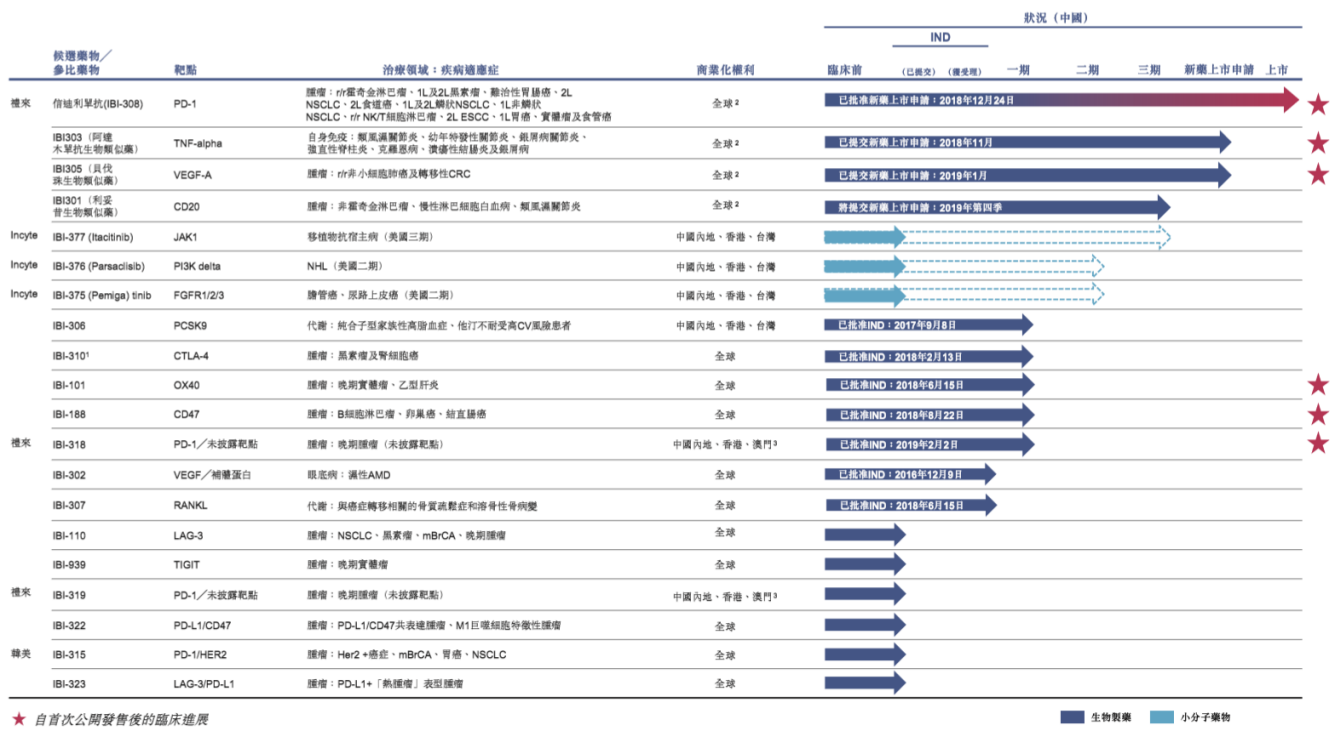 狀況（中國）
IND
候選藥物／
參比藥物 靶點 治療領域：疾病適應症 商業化權利 臨床前 （已提交） （獲受理） 一期 二期 三期 新藥上市申請 上市
禮來 信迪利單抗(IBI-308) PD-1 腫瘤：r/r霍奇金淋巴瘤、1L及2L黑素瘤、難治性胃腸癌、2L
NSCLC、2L食道癌、1L及2L鱗狀NSCLC、1L非鱗狀
NSCLC、r/r NK/T細胞淋巴瘤、2L ESCC、1L胃癌、實體瘤及食管癌 全球² 已批准新藥上市申請：2018年12月24日
IBI303（阿達
木單抗生物類似藥） TNF-alpha 自身免疫：類風濕關節炎、幼年特發性關節炎、銀屑病關節炎、
強直性脊柱炎、克羅恩病、潰瘍性結腸炎及銀屑病 全球² 已提交新藥上市申請：2018年11月
IBI305（貝伐
珠生物類似藥） VEGF-A 腫瘤：r/r非小細胞肺癌及轉移性CRC 全球² 已提交新藥上市申請：2019年1月
IBI301（利妥
昔生物類似藥） CD20 腫瘤：非霍奇金淋巴瘤、慢性淋巴細胞白血病、類風濕關節炎 全球² 將提交新藥上市申請：2019年第四季
Incyte IBI-377 (Itacitinib) JAK1 移植物抗宿主病（美國三期） 中國內地、香港、台灣
Incyte IBI-376 (Parsaclisib) PI3K delta NHL（美國二期） 中國內地、香港、台灣
Incyte IBI-375 (Pemiga) tinib FGFR1/2/3 膽管癌、尿路上皮癌（美國二期） 中國內地、香港、台灣
IBI-306 PCSK9 代謝：純合子型家族性高脂血症、他汀不耐受高CV風險患者 中國內地、香港、台灣 已批准IND：2017年9月8日
IBI-310¹ CTLA-4 腫瘤：黑素瘤及腎細胞癌 全球 已批准IND：2018年2月13日
IBI-101 OX40 腫瘤：晚期實體瘤、乙型肝炎 全球 已批准IND：2018年6月15日
IBI-188 CD47 腫瘤：B細胞淋巴瘤、卵巢癌、結直腸癌 全球 已批准IND：2018年8月22日
禮來 IBI-318 PD-1／未披露靶點 腫瘤：晚期腫瘤（未披露靶點） 中國內地、香港、澳門³ 已批准IND：2019年2月2日
IBI-302 VEGF／補體蛋白 眼底病：濕性AMD 全球 已批准IND：2016年12月9日
IBI-307 RANKL 代謝：與癌症轉移相關的骨質疏鬆症和溶骨性骨病變 全球 已批准IND：2018年6月15日
IBI-110 LAG-3 腫瘤：NSCLC、黑素瘤、mBrCA、晚期腫瘤 全球
IBI-939 TIGIT 腫瘤：晚期實體瘤 全球
禮來 IBI-319 PD-1／未披露靶點 腫瘤：晚期腫瘤（未披露靶點） 中國內地、香港、澳門³
IBI-322 PD-L1/CD47 腫瘤：PD-L1/CD47共表達腫瘤、M1巨噬細胞特徵性腫瘤 全球
韓美 IBI-315 PD-1/HER2 腫瘤：Her2 +癌症、mBrCA、胃癌、NSCLC 全球
IBI-323 LAG-3/PD-L1 腫瘤：PD-L1+「熱腫瘤」表型腫瘤 全球
★ 自首次公開發售後的臨床進展 生物製藥 小分子藥物